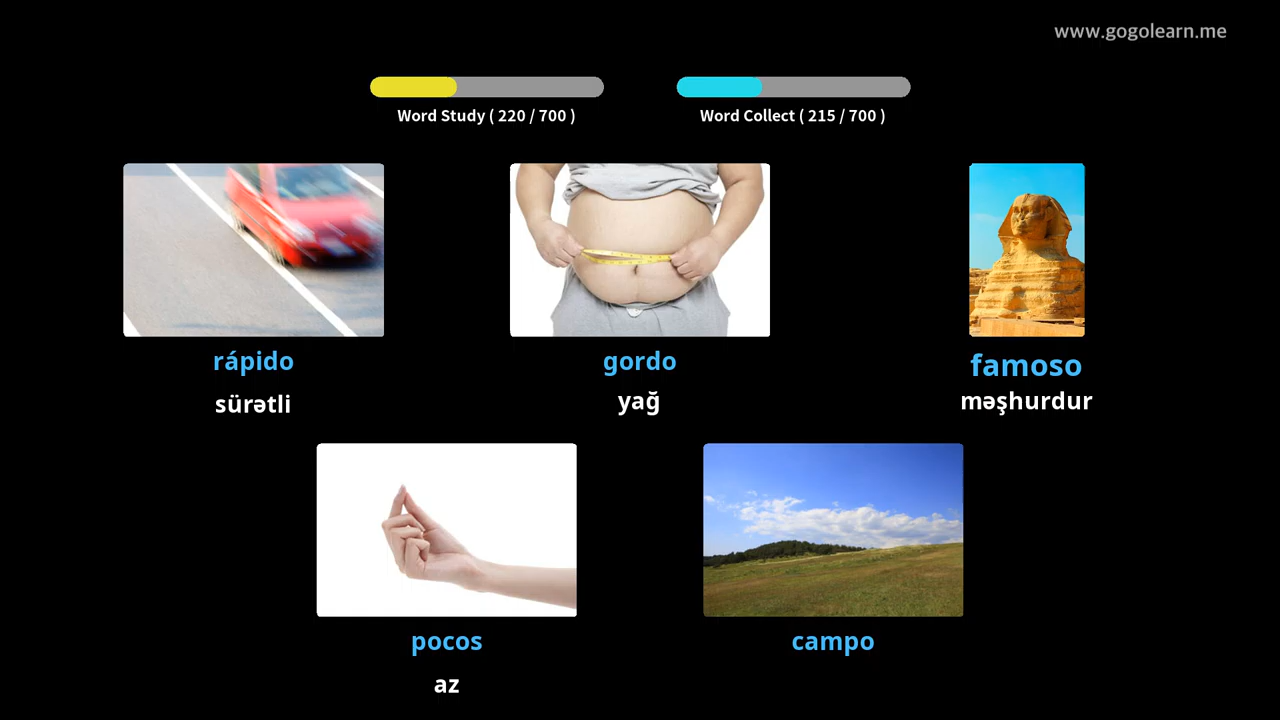 www.gogolearn.me
Word Study ( 220 / 700 )
Word Collect ( 215 / 700 )
rápido
sürətli
gordo
yağ
famoso
məşhurdur
pocos
az
campo